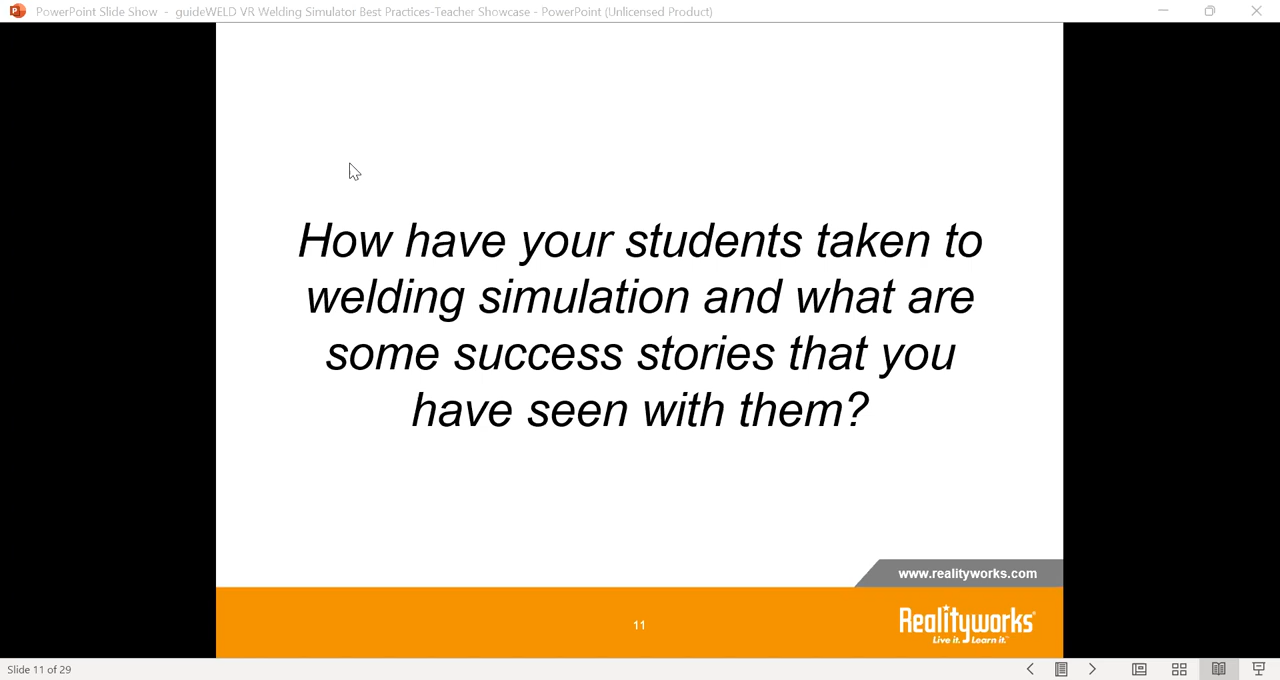 PowerPoint Slide Show - guideWELD VR Welding Simulator Best Practices-Teacher Showcase - PowerPoint (Unlicensed Product)
How have your students taken to
welding simulation and what are
some success stories that you
have seen with them?
www.realityworks.com
11
Realityworks®
Live it. Learn it.™
Slide 11 of 29